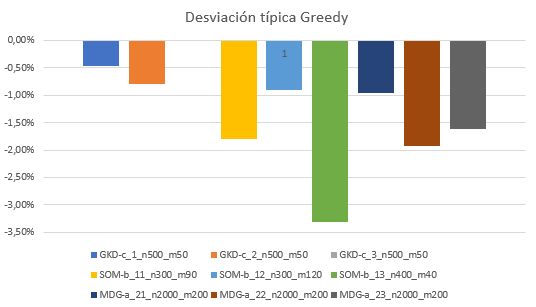 Desviación típica Greedy
0,00%
-0,50%
1
-1,00%
-1,50%
-2,00%
-2,50%
-3,00%
-3,50%
GKD-c_1_n500_m50 GKD-c_2_n500_m50 GKD-c_3_n500_m50
SOM-b_11_n300_m90 SOM-b_12_n300_m120 SOM-b_13_n400_m40
MDG-a_21_n2000_m200 MDG-a_22_n2000_m200 MDG-a_23_n2000_m200